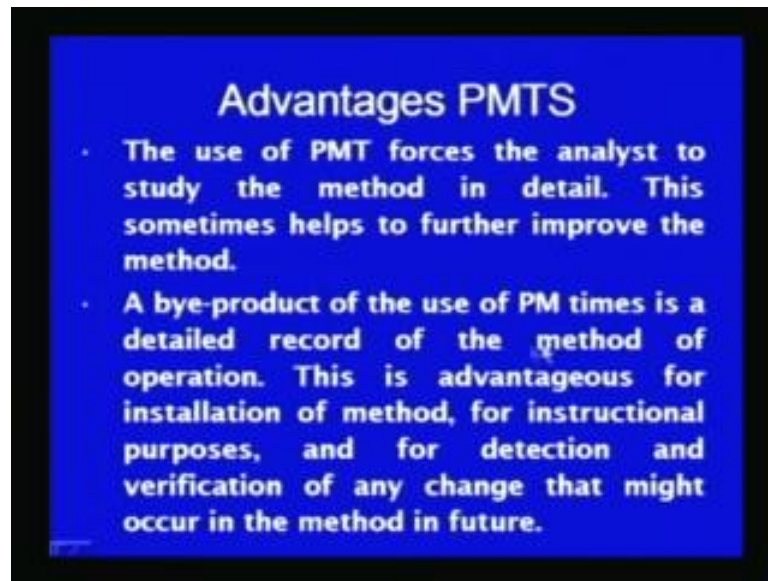 Advantages PMTS
· The use of PMT forces the analyst to
study the method in detail. This
sometimes helps to further improve the
method.
· A bye-product of the use of PM times is a
detailed record of the method of
operation. This is advantageous for
installation of method, for instructional
purposes, and for detection and
verification of any change that might
occur in the method in future.